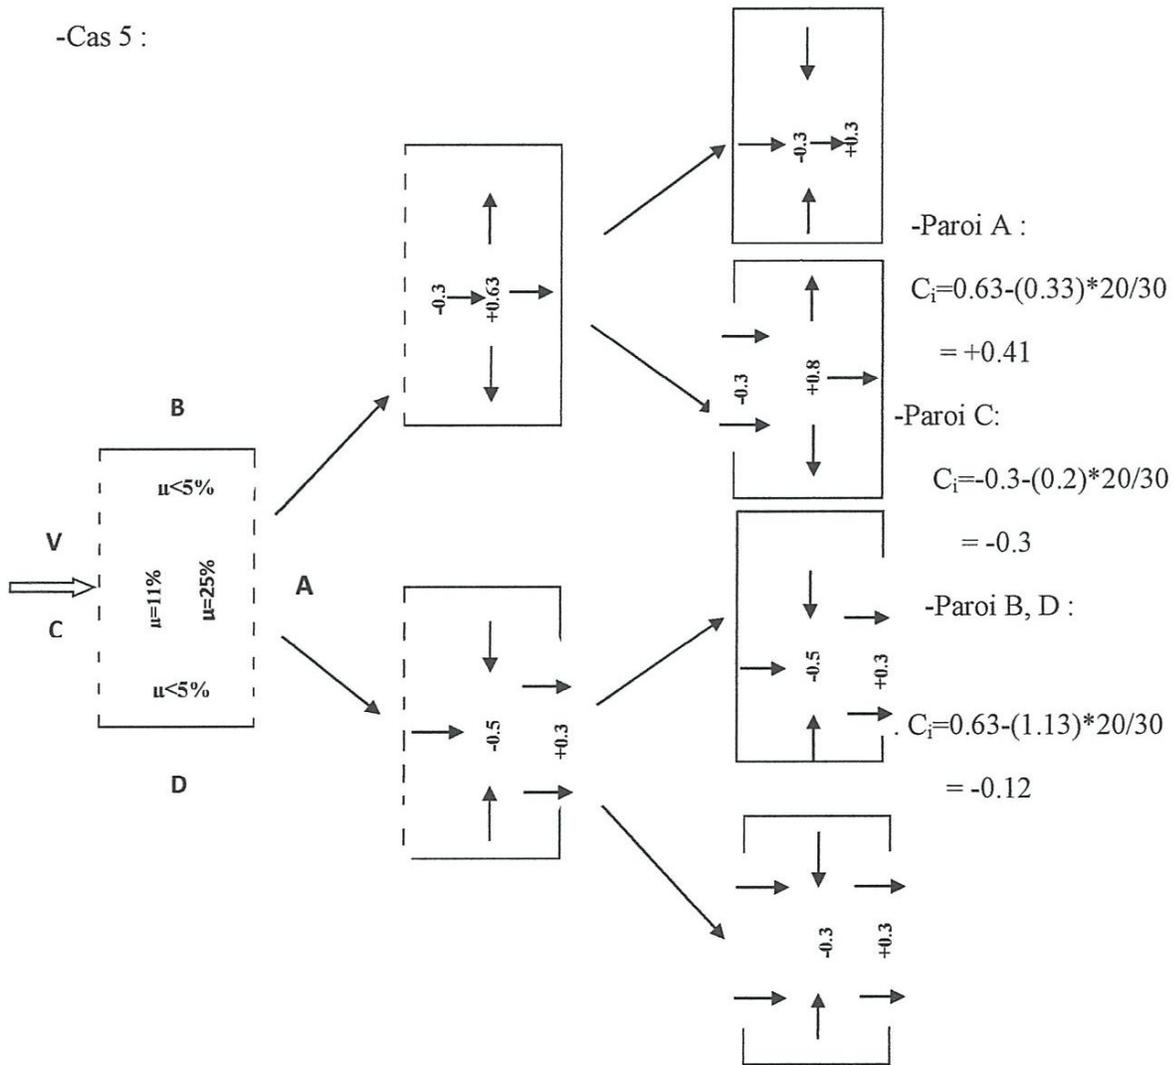 -Cas 5 :
B
µ<5%
V
C
µ=11%
µ=25%
A
µ<5%
D
-0.3
+0.63
-0.5
+0.3
-0.3
+0.3
-0.3
+0.8
-0.5
+0.3
-0.3
+0.3
-Paroi A :
Cᵢ=0.63-(0.33)*20/30
= +0.41
-Paroi C:
Cᵢ=-0.3-(0.2)*20/30
= -0.3
-Paroi B, D :
. Cᵢ=0.63-(1.13)*20/30
= -0.12